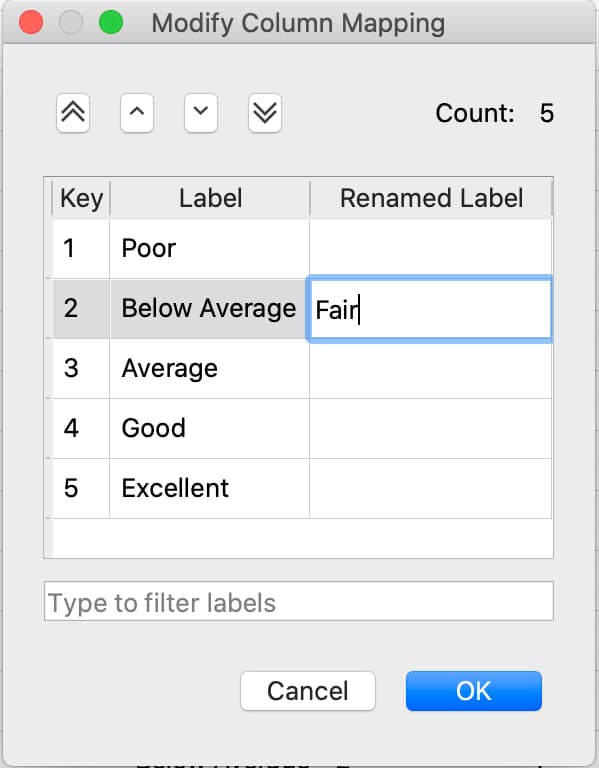 Modify Column Mapping
Count: 5
Key Label Renamed Label
1 Poor
2 Below Average Fair
3 Average
4 Good
5 Excellent
Type to filter labels
Cancel OK